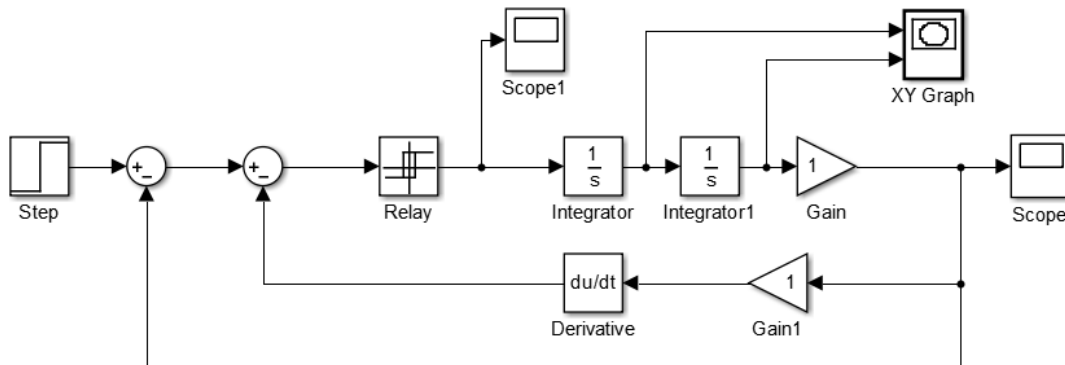 Scope1
XY Graph
+
−
+
−
1
s
1
s
1
Scope
Step
Relay
Integrator
Integrator1
Gain
du/dt
1
Derivative
Gain1